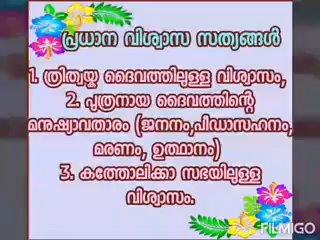 പ്രധാന വിശ്വാസ സത്യങ്ങൾ
1. ത്രിത്വയ്ക ദൈവത്തിലുള്ള വിശ്വാസം,
2. പുത്രനായ ദൈവത്തിന്റെ
മനുഷ്യാവതാരം (ജനനം,പീഡാസഹനം,
മരണം, ഉത്ഥാനം)
3. കത്തോലിക്കാ സഭയിലുള്ള
വിശ്വാസം.
FILMIGO